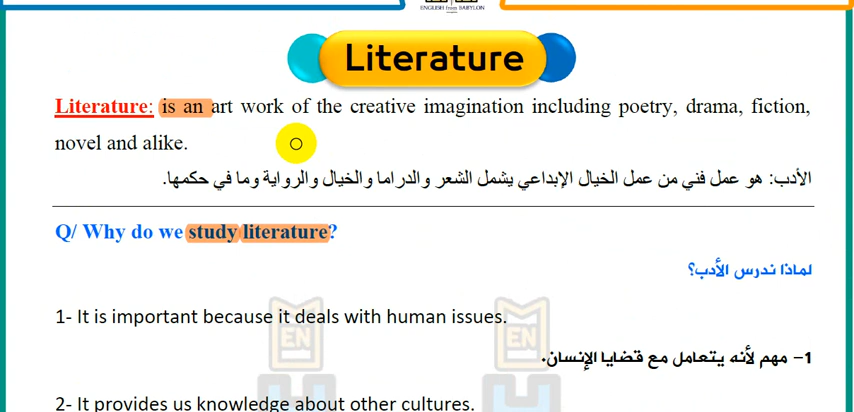 ENGLISH from BABYLON
Literature
Literature: is an art work of the creative imagination including poetry, drama, fiction,
novel and alike.
الأدب: هو عمل فني من عمل الخيال الإبداعي يشمل الشعر والدراما والخيال والرواية وما في حكمها.
Q/ Why do we study literature?
لماذا ندرس الأدب؟
1- It is important because it deals with human issues.
1– مهم لأنه يتعامل مع قضايا الإنسان.
2- It provides us knowledge about other cultures.
EN
EN